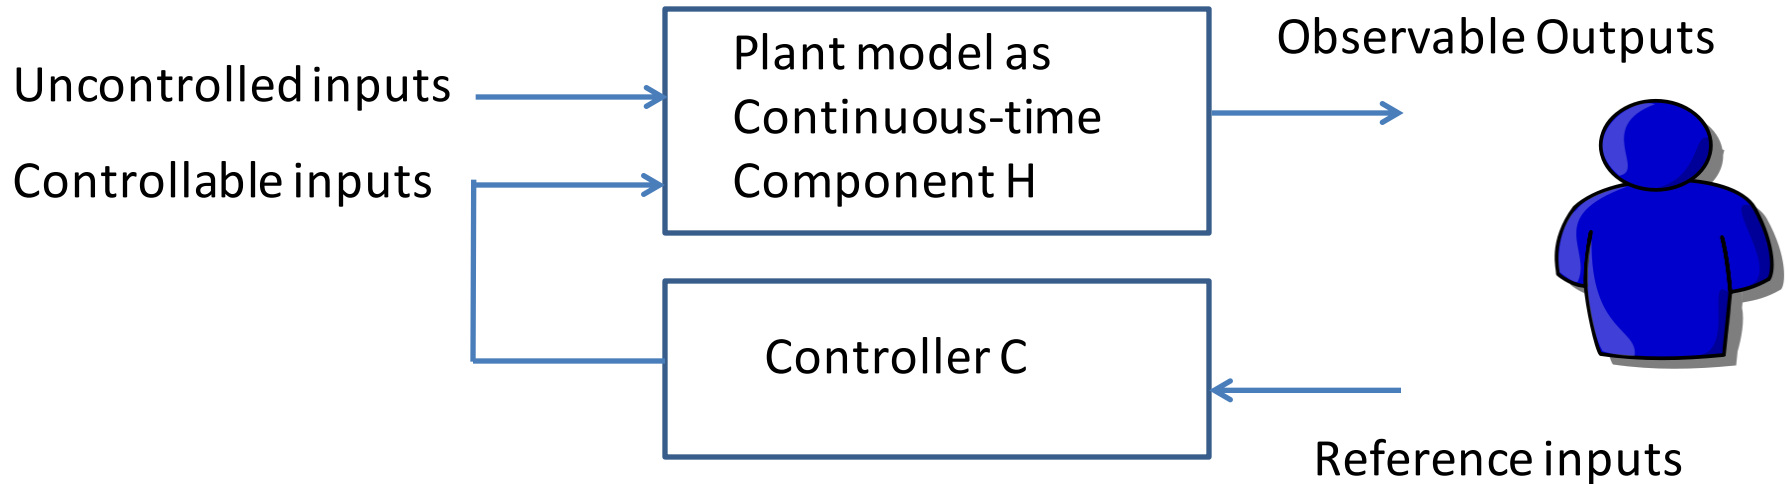 Uncontrolled inputs
Controllable inputs
Plant model as
Continuous-time
Component H
Observable Outputs
Controller C
Reference inputs